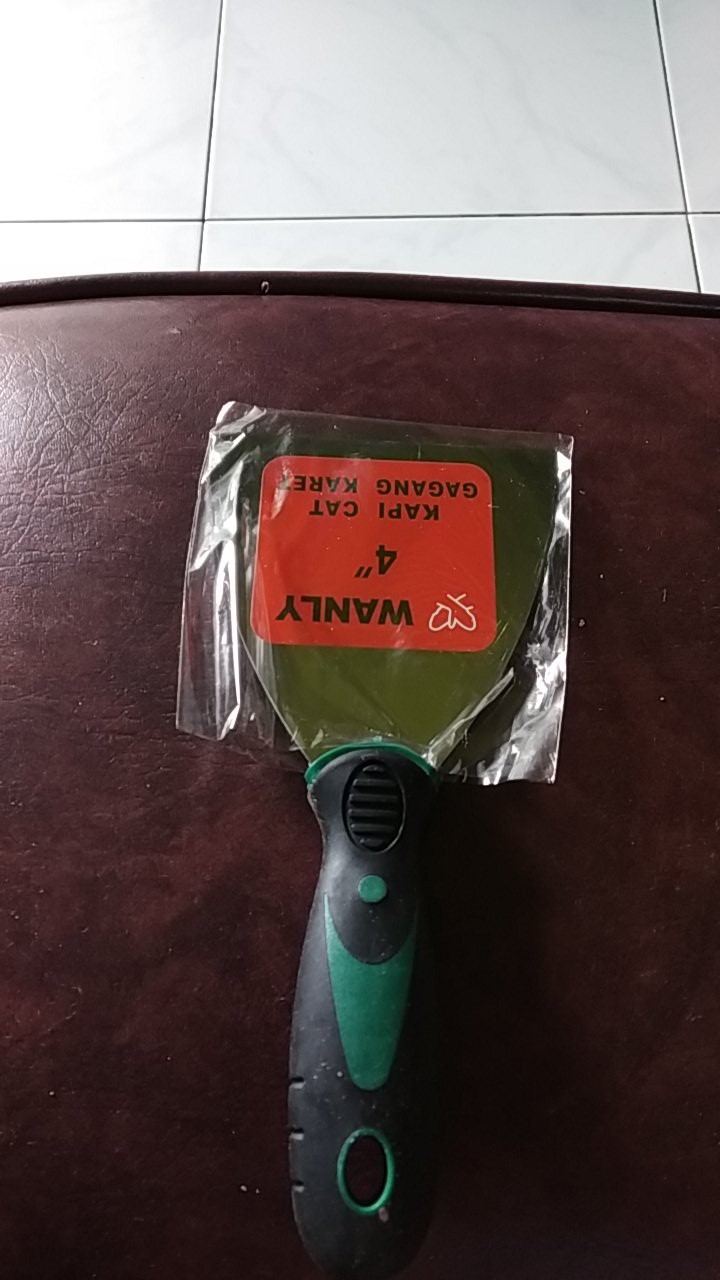 WANLY
4"
KAPI CAT
GAGANG KARET